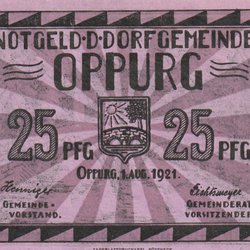 NOTGELD·D·DORFGEMEINDE
OPPURG
25 PFG 25 PFG
OPPURG, 1. AUG. 1921.
GEMEINDE-VORSTAND.
GEMEINDERAT VORSITZENDER